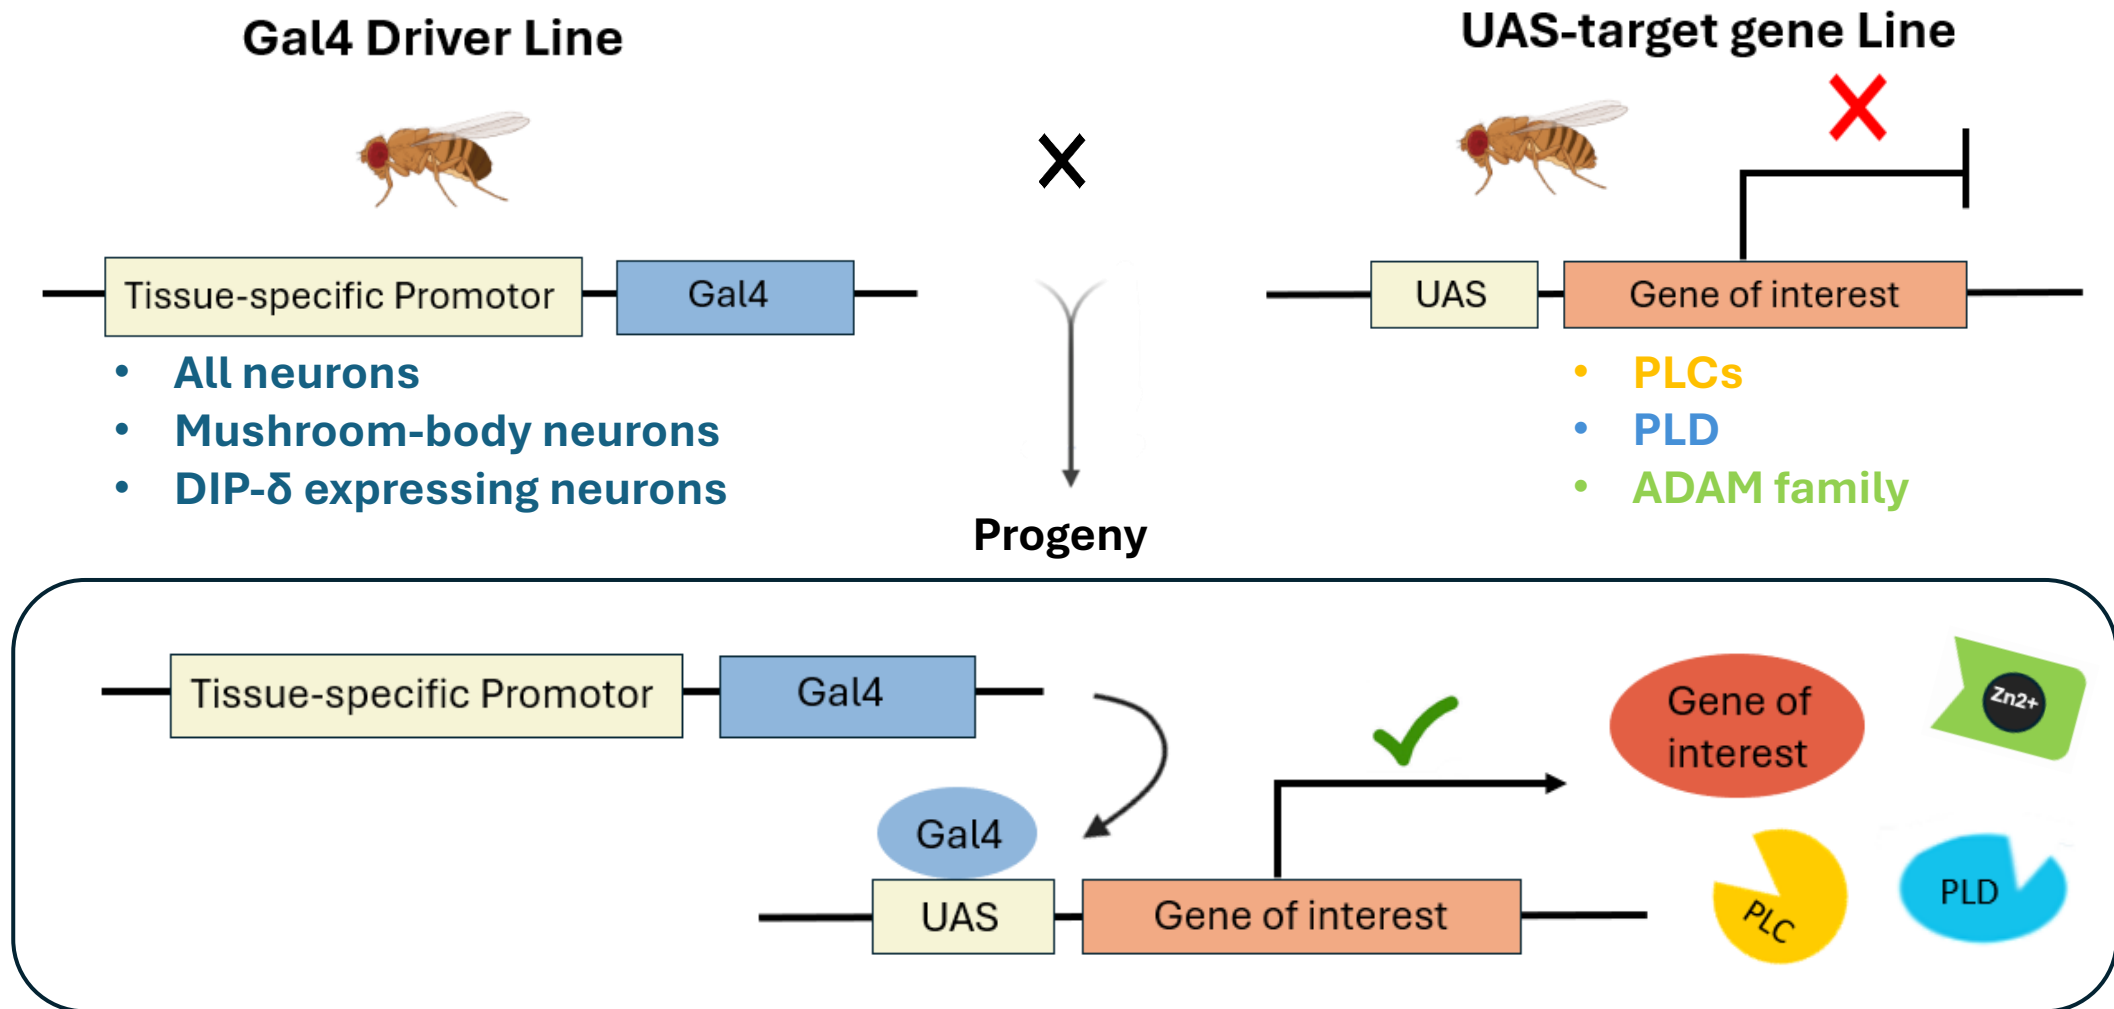 Gal4 Driver Line
UAS-target gene Line
Tissue-specific Promotor
Gal4
UAS
Gene of interest
• All neurons
• Mushroom-body neurons
• DIP-δ expressing neurons
• PLCs
• PLD
• ADAM family
Progeny
Tissue-specific Promotor
Gal4
Gene of
interest
Zn2+
Gal4
UAS
Gene of interest
PLC
PLD